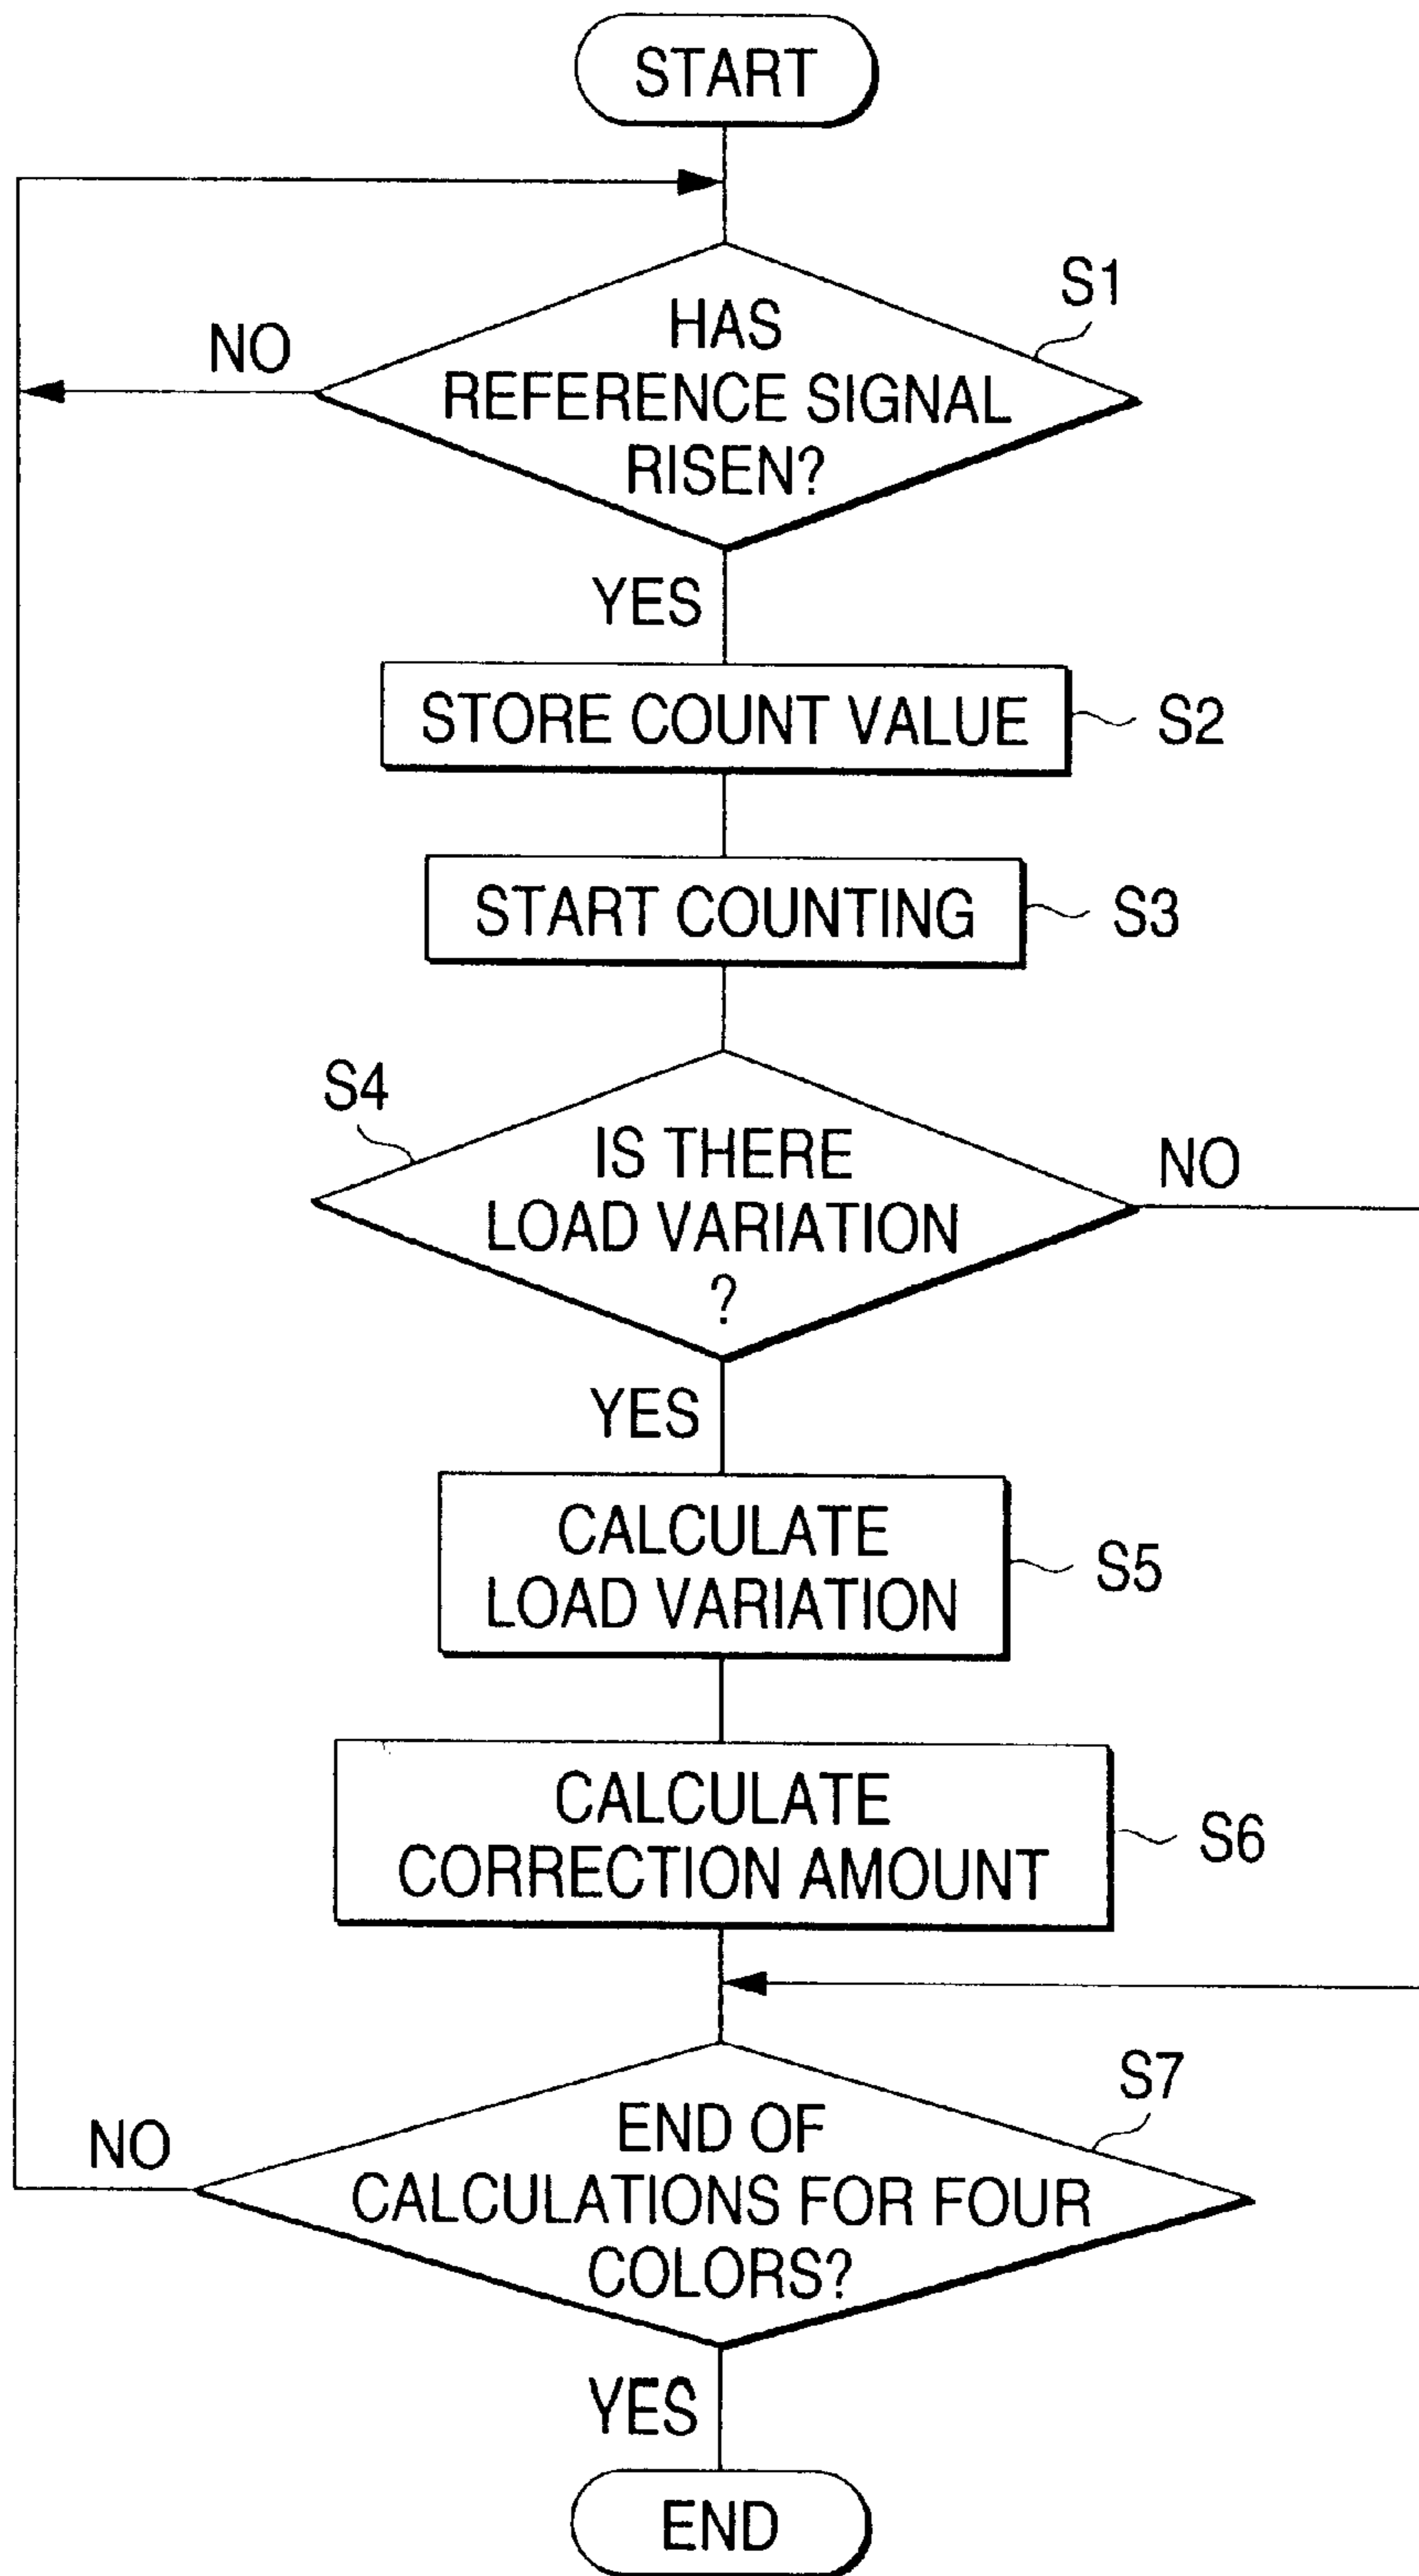 START
S1
HAS
REFERENCE SIGNAL
RISEN?
NO
YES
STORE COUNT VALUE
S2
START COUNTING
S3
S4
IS THERE
LOAD VARIATION
?
NO
YES
CALCULATE
LOAD VARIATION
S5
CALCULATE
CORRECTION AMOUNT
S6
S7
END OF
CALCULATIONS FOR FOUR
COLORS?
NO
YES
END